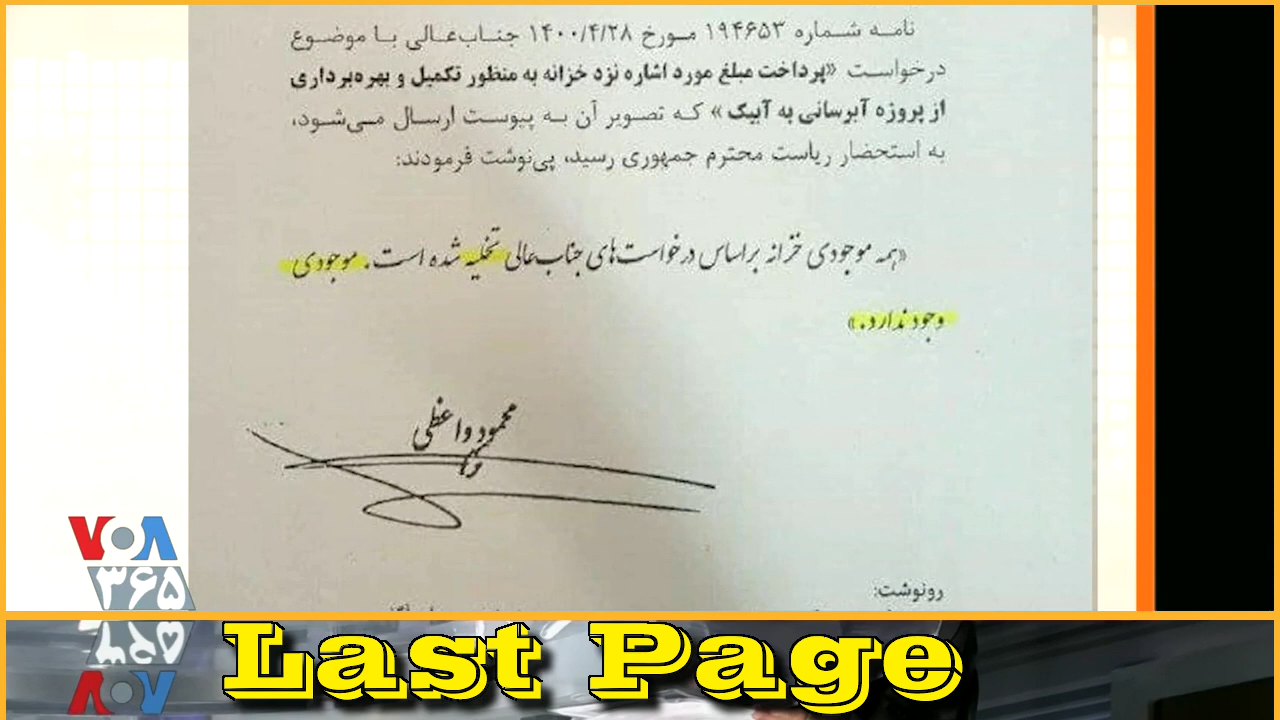 نامه شماره ۱۹۴۶۵۳ مورخ ۱۴۰۰/۴/۲۸ جناب‌عالی با موضوع
درخواست «پرداخت مبلغ مورد اشاره نزد خزانه به منظور تکمیل و بهره‌برداری
از پروژه آبرسانی به آبیک» که تصویر آن به پیوست ارسال می‌شود،
به استحضار ریاست محترم جمهوری رسید، پی‌نوشت فرمودند:
«همه موجودی خزانه براساس درخواست‌های جناب‌عالی تخلیه شده است. موجودی
وجود ندارد.»
محمود واعظی
رونوشت:
VOA
۳۶۵
Last Page